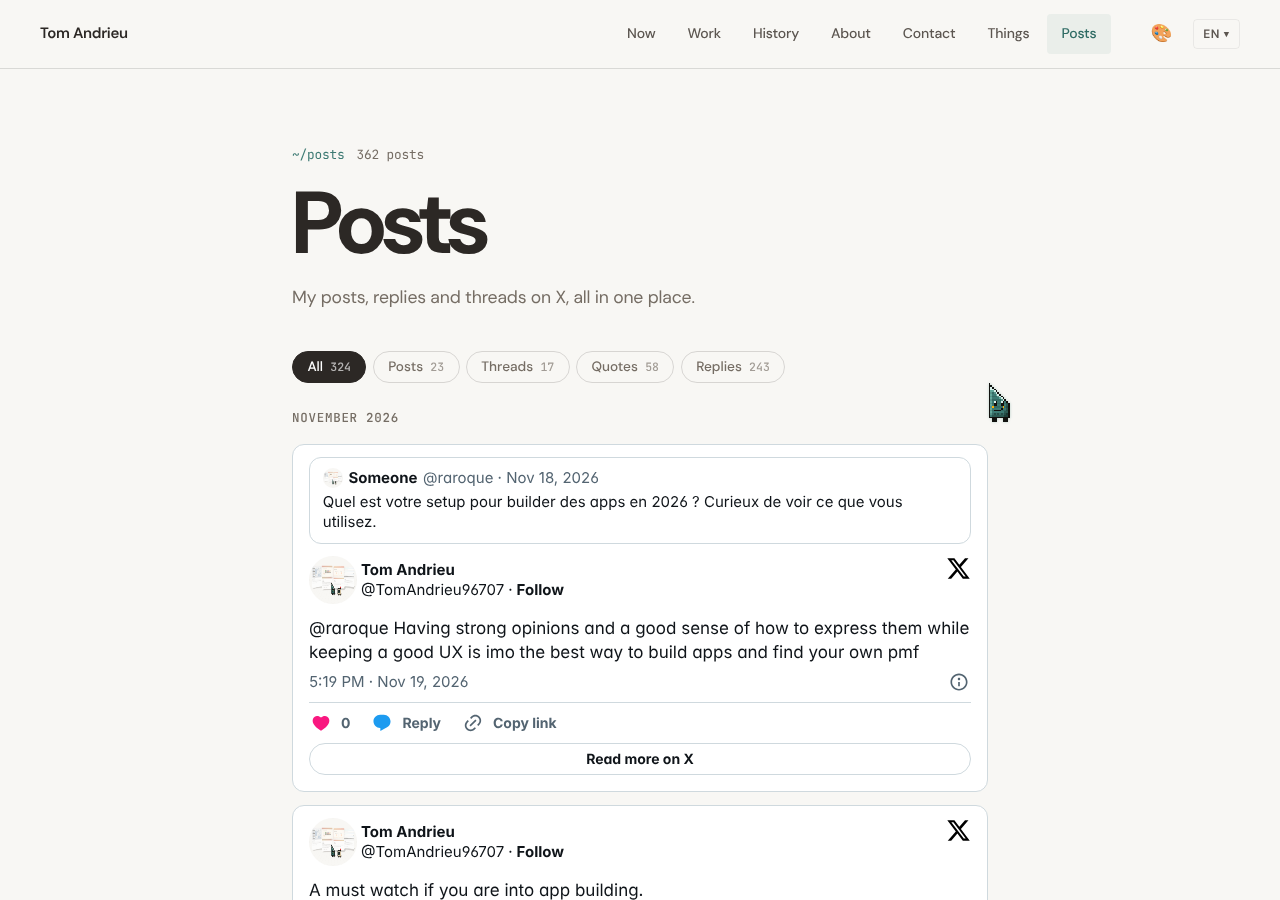 Tom Andrieu
Now
Work
History
About
Contact
Things
Posts
EN ▾
~/posts 362 posts
Posts
My posts, replies and threads on X, all in one place.
All 324
Posts 23
Threads 17
Quotes 58
Replies 243
NOVEMBER 2026
Someone @raroque · Nov 18, 2026
Quel est votre setup pour builder des apps en 2026 ? Curieux de voir ce que vous
utilisez.
Tom Andrieu
@TomAndrieu96707 · Follow
@raroque Having strong opinions and a good sense of how to express them while
keeping a good UX is imo the best way to build apps and find your own pmf
5:19 PM · Nov 19, 2026
0
Reply
Copy link
Read more on X
Tom Andrieu
@TomAndrieu96707 · Follow
A must watch if you are into app building.